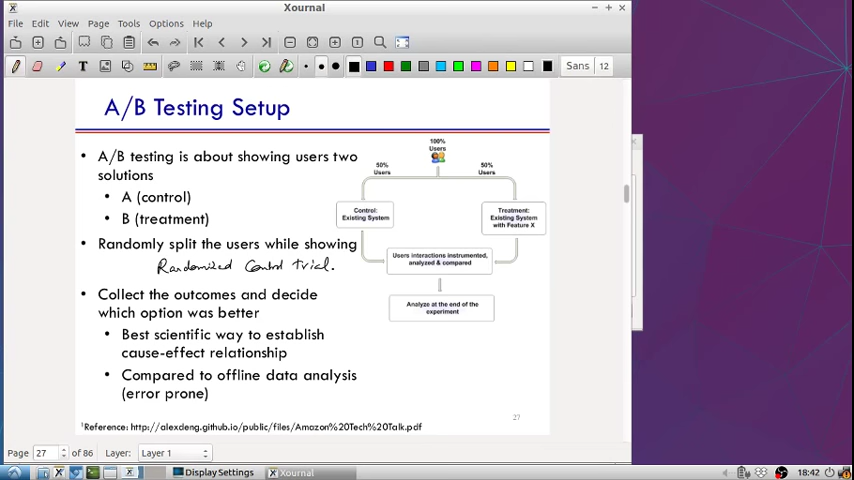 Xournal
File Edit View Page Tools Options Help
Sans 12
A/B Testing Setup
• A/B testing is about showing users two
solutions
• A (control)
• B (treatment)
• Randomly split the users while showing
Randomized Control trial.
• Collect the outcomes and decide
which option was better
• Best scientific way to establish
cause-effect relationship
• Compared to offline data analysis
(error prone)
100%
Users
50%
Users
50%
Users
Control:
Existing System
Treatment:
Existing System
with Feature X
Users interactions instrumented,
analyzed & compared
Analyze at the end of the
experiment
27
1Reference: http://alexdeng.github.io/public/files/Amazon%20Tech%20Talk.pdf
Page 27 of 86 Layer: Layer 1
Display Settings Xournal 18:42